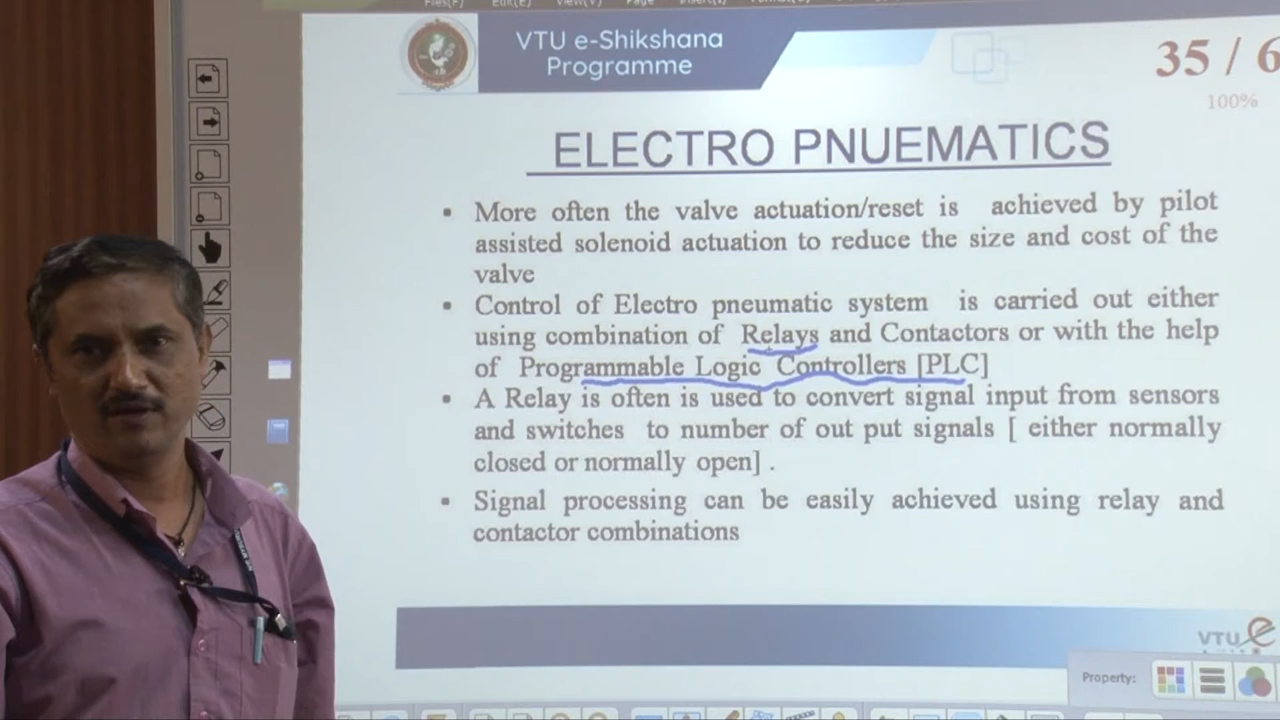 Edit(E)
VTU e-Shikshana
Programme
35 / 6
100%
ELECTRO PNUEMATICS
▪ More often the valve actuation/reset is achieved by pilot
assisted solenoid actuation to reduce the size and cost of the
valve
▪ Control of Electro pneumatic system is carried out either
using combination of Relays and Contactors or with the help
of Programmable Logic Controllers [PLC]
▪ A Relay is often is used to convert signal input from sensors
and switches to number of out put signals [ either normally
closed or normally open] .
▪ Signal processing can be easily achieved using relay and
contactor combinations
VTU e
Property: